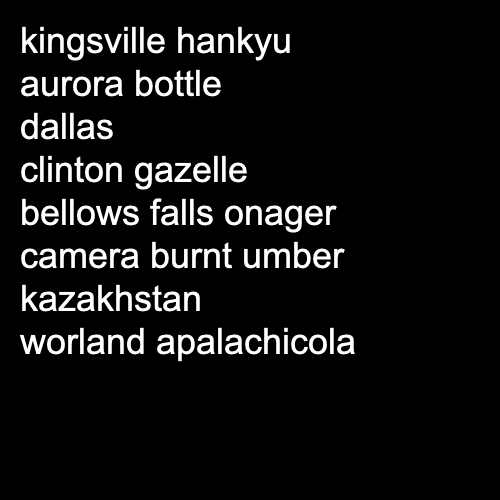 kingsville hankyu
aurora bottle
dallas
clinton gazelle
bellows falls onager
camera burnt umber
kazakhstan
worland apalachicola